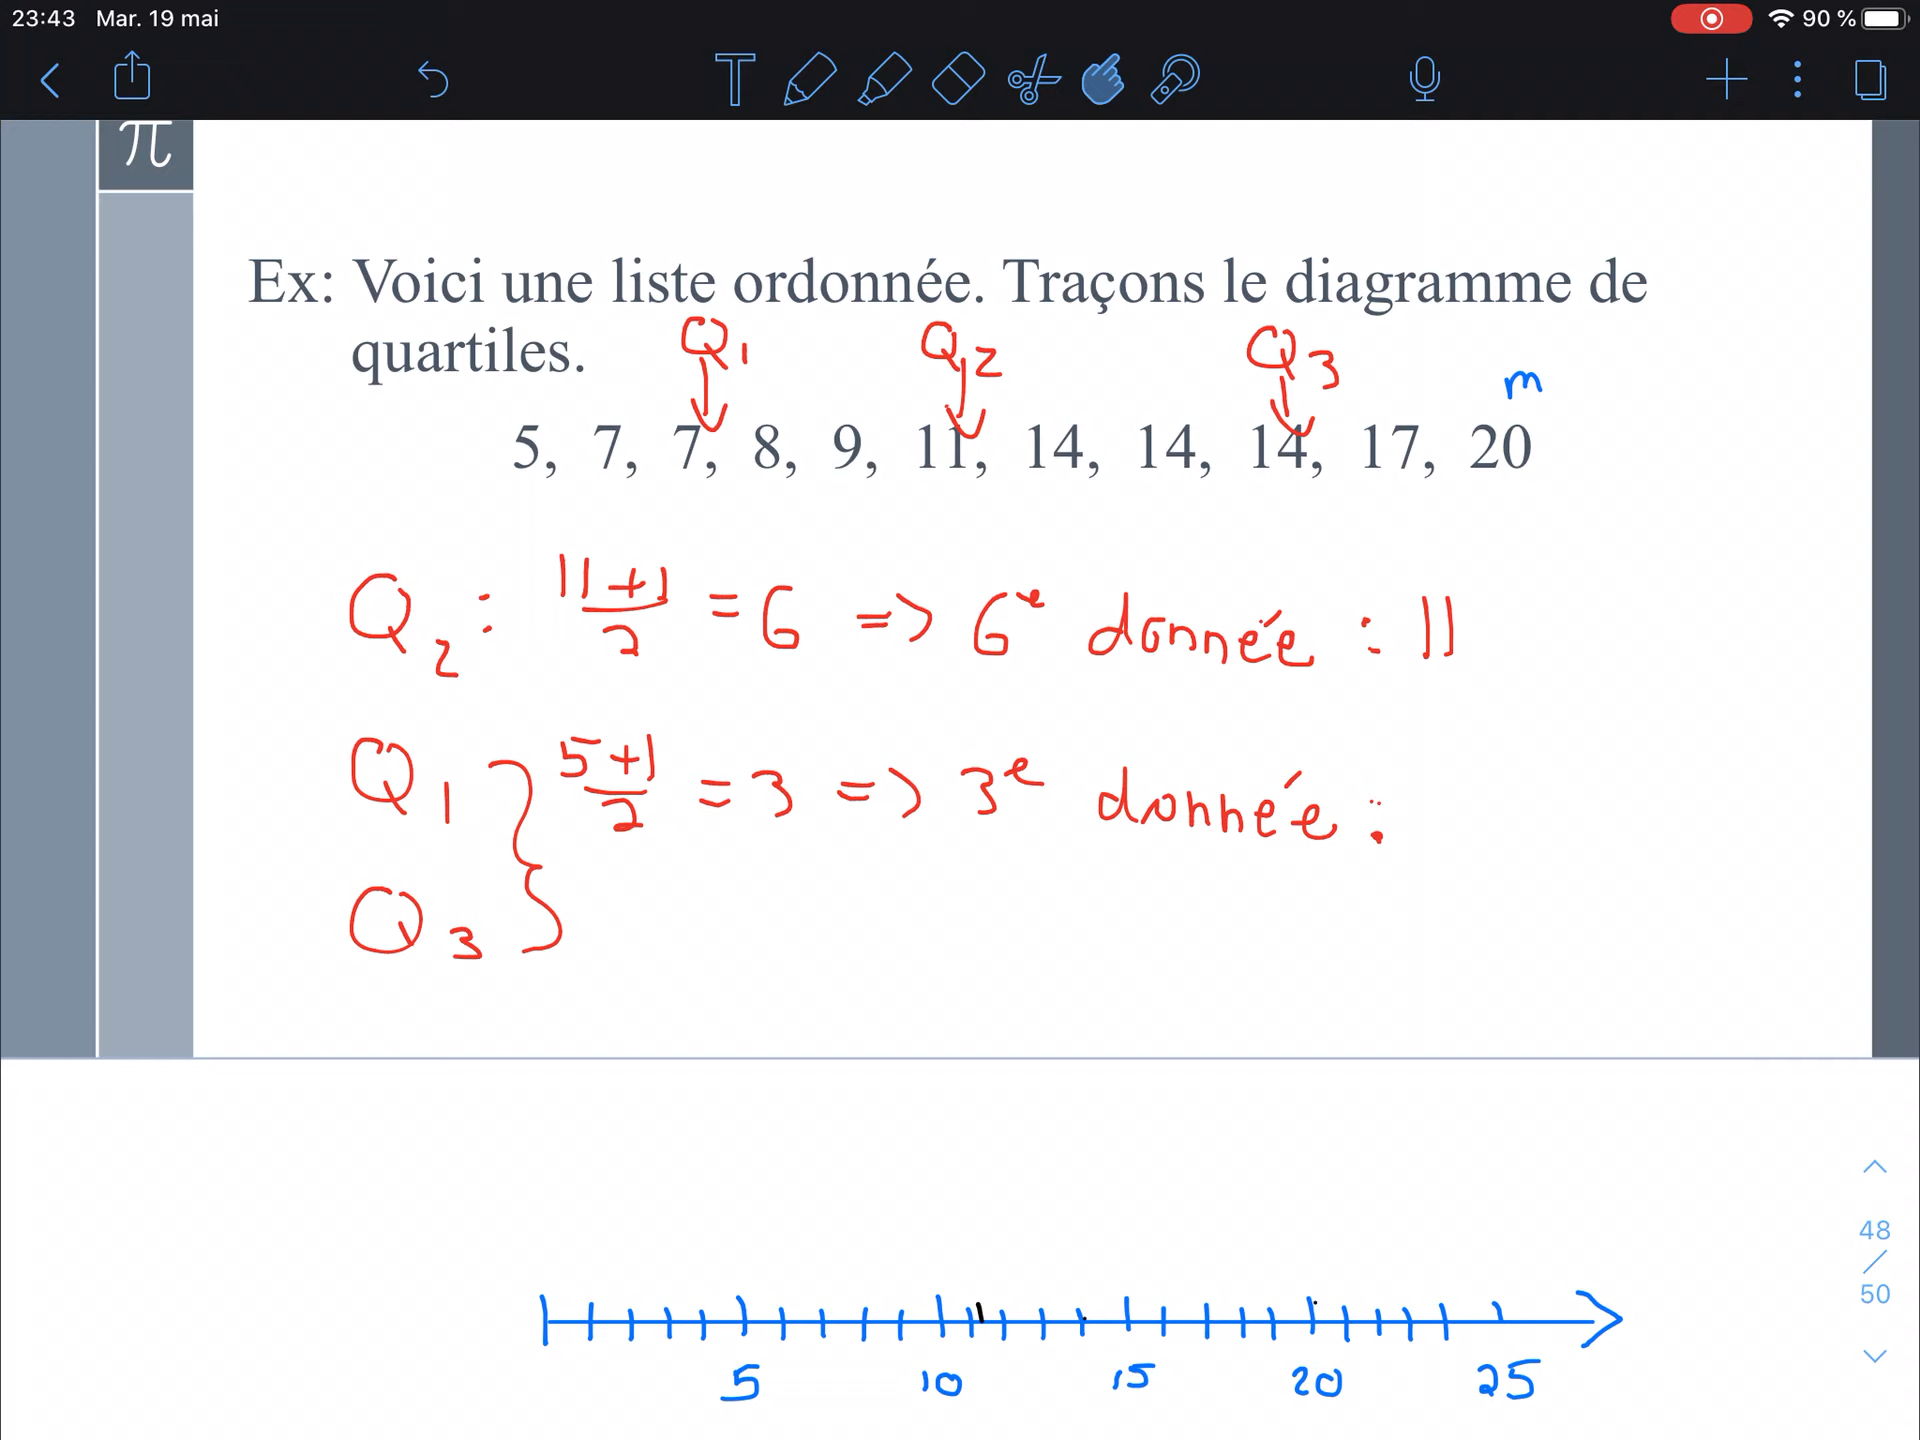 23:43 Mar. 19 mai 90 %
T
π
Ex: Voici une liste ordonnée. Traçons le diagramme de
quartiles.
Q1 Q2 Q3 m
5, 7, 7, 8, 9, 11, 14, 14, 14, 17, 20
Q2 : 11+1/2 = 6 => 6e donnée : 11
Q1 } 5+1/2 = 3 => 3e donnée :
Q3
48
/
50
5 10 15 20 25